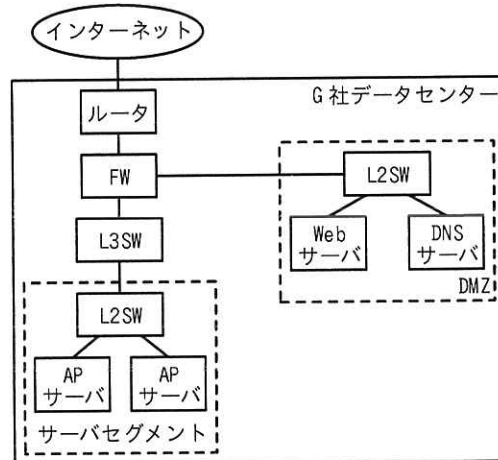 インターネット
G社データセンター
ルータ
FW
L2SW
L3SW
Web
サーバ
DNS
サーバ
DMZ
L2SW
AP
サーバ
AP
サーバ
サーバセグメント